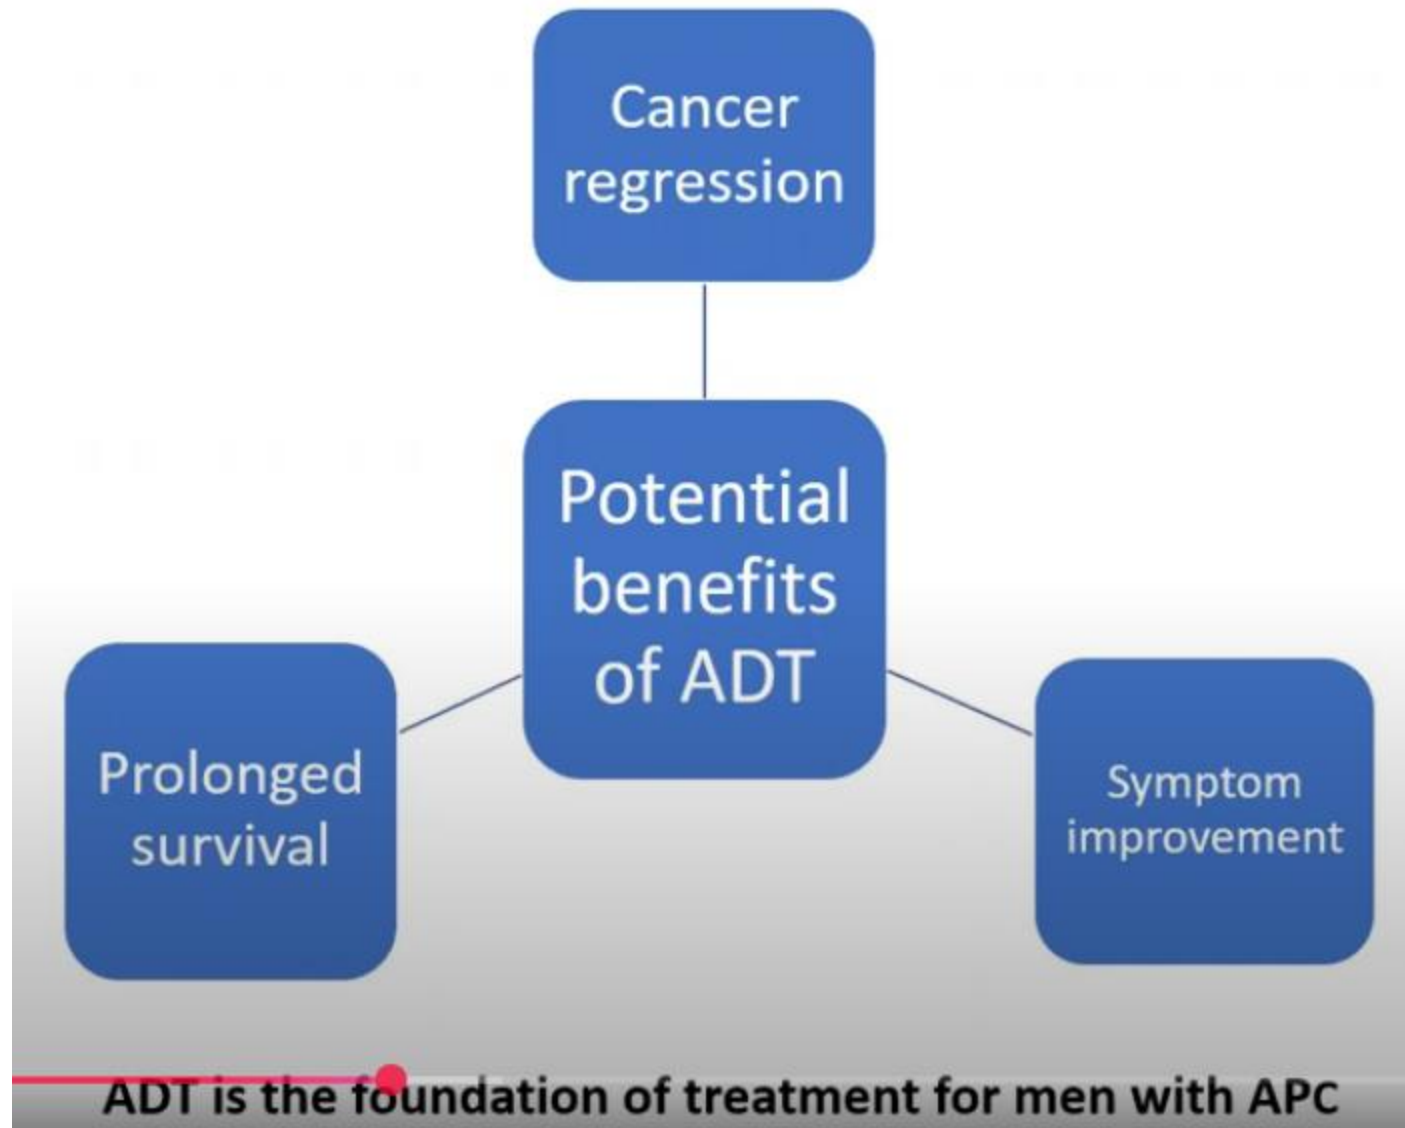 Cancer
regression
Potential
benefits
of ADT
Prolonged
survival
Symptom
improvement
ADT is the foundation of treatment for men with APC